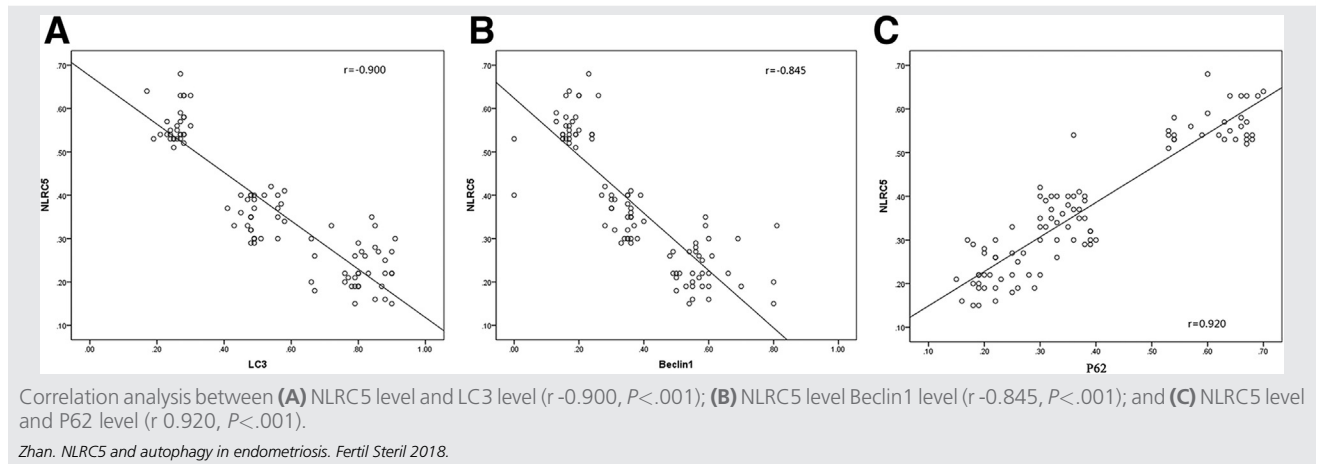 A
B
C
r=-0.900
r=-0.845
r=0.920
NLRC5
.70
.60
.50
.40
.30
.20
.10
.00
.20
.40
.60
.80
1.00
LC3
NLRC5
.70
.60
.50
.40
.30
.20
.10
.00
.20
.40
.60
.80
1.00
Beclin1
NLRC5
.70
.60
.50
.40
.30
.20
.10
.10
.20
.30
.40
.50
.60
.70
P62
Correlation analysis between (A) NLRC5 level and LC3 level (r -0.900, P<.001); (B) NLRC5 level Beclin1 level (r -0.845, P<.001); and (C) NLRC5 level
and P62 level (r 0.920, P<.001).
Zhan. NLRC5 and autophagy in endometriosis. Fertil Steril 2018.